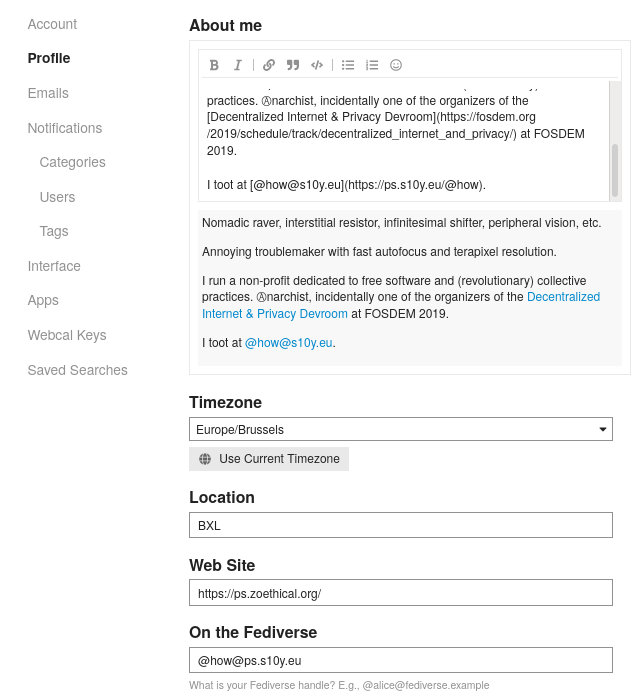 Account
Profile
Emails
Notifications
Categories
Users
Tags
Interface
Apps
Webcal Keys
Saved Searches
About me
practices. Ⓐnarchist, incidentally one of the organizers of the
[Decentralized Internet & Privacy Devroom](https://fosdem.org
/2019/schedule/track/decentralized_internet_and_privacy/) at FOSDEM
2019.
I toot at [@how@s10y.eu](https://ps.s10y.eu/@how).
Nomadic raver, interstitial resistor, infinitesimal shifter, peripheral vision, etc.
Annoying troublemaker with fast autofocus and terapixel resolution.
I run a non-profit dedicated to free software and (revolutionary) collective
practices. Ⓐnarchist, incidentally one of the organizers of the Decentralized
Internet & Privacy Devroom at FOSDEM 2019.
I toot at @how@s10y.eu.
Timezone
Europe/Brussels
Use Current Timezone
Location
BXL
Web Site
https://ps.zoethical.org/
On the Fediverse
@how@ps.s10y.eu
What is your Fediverse handle? E.g., @alice@fediverse.example